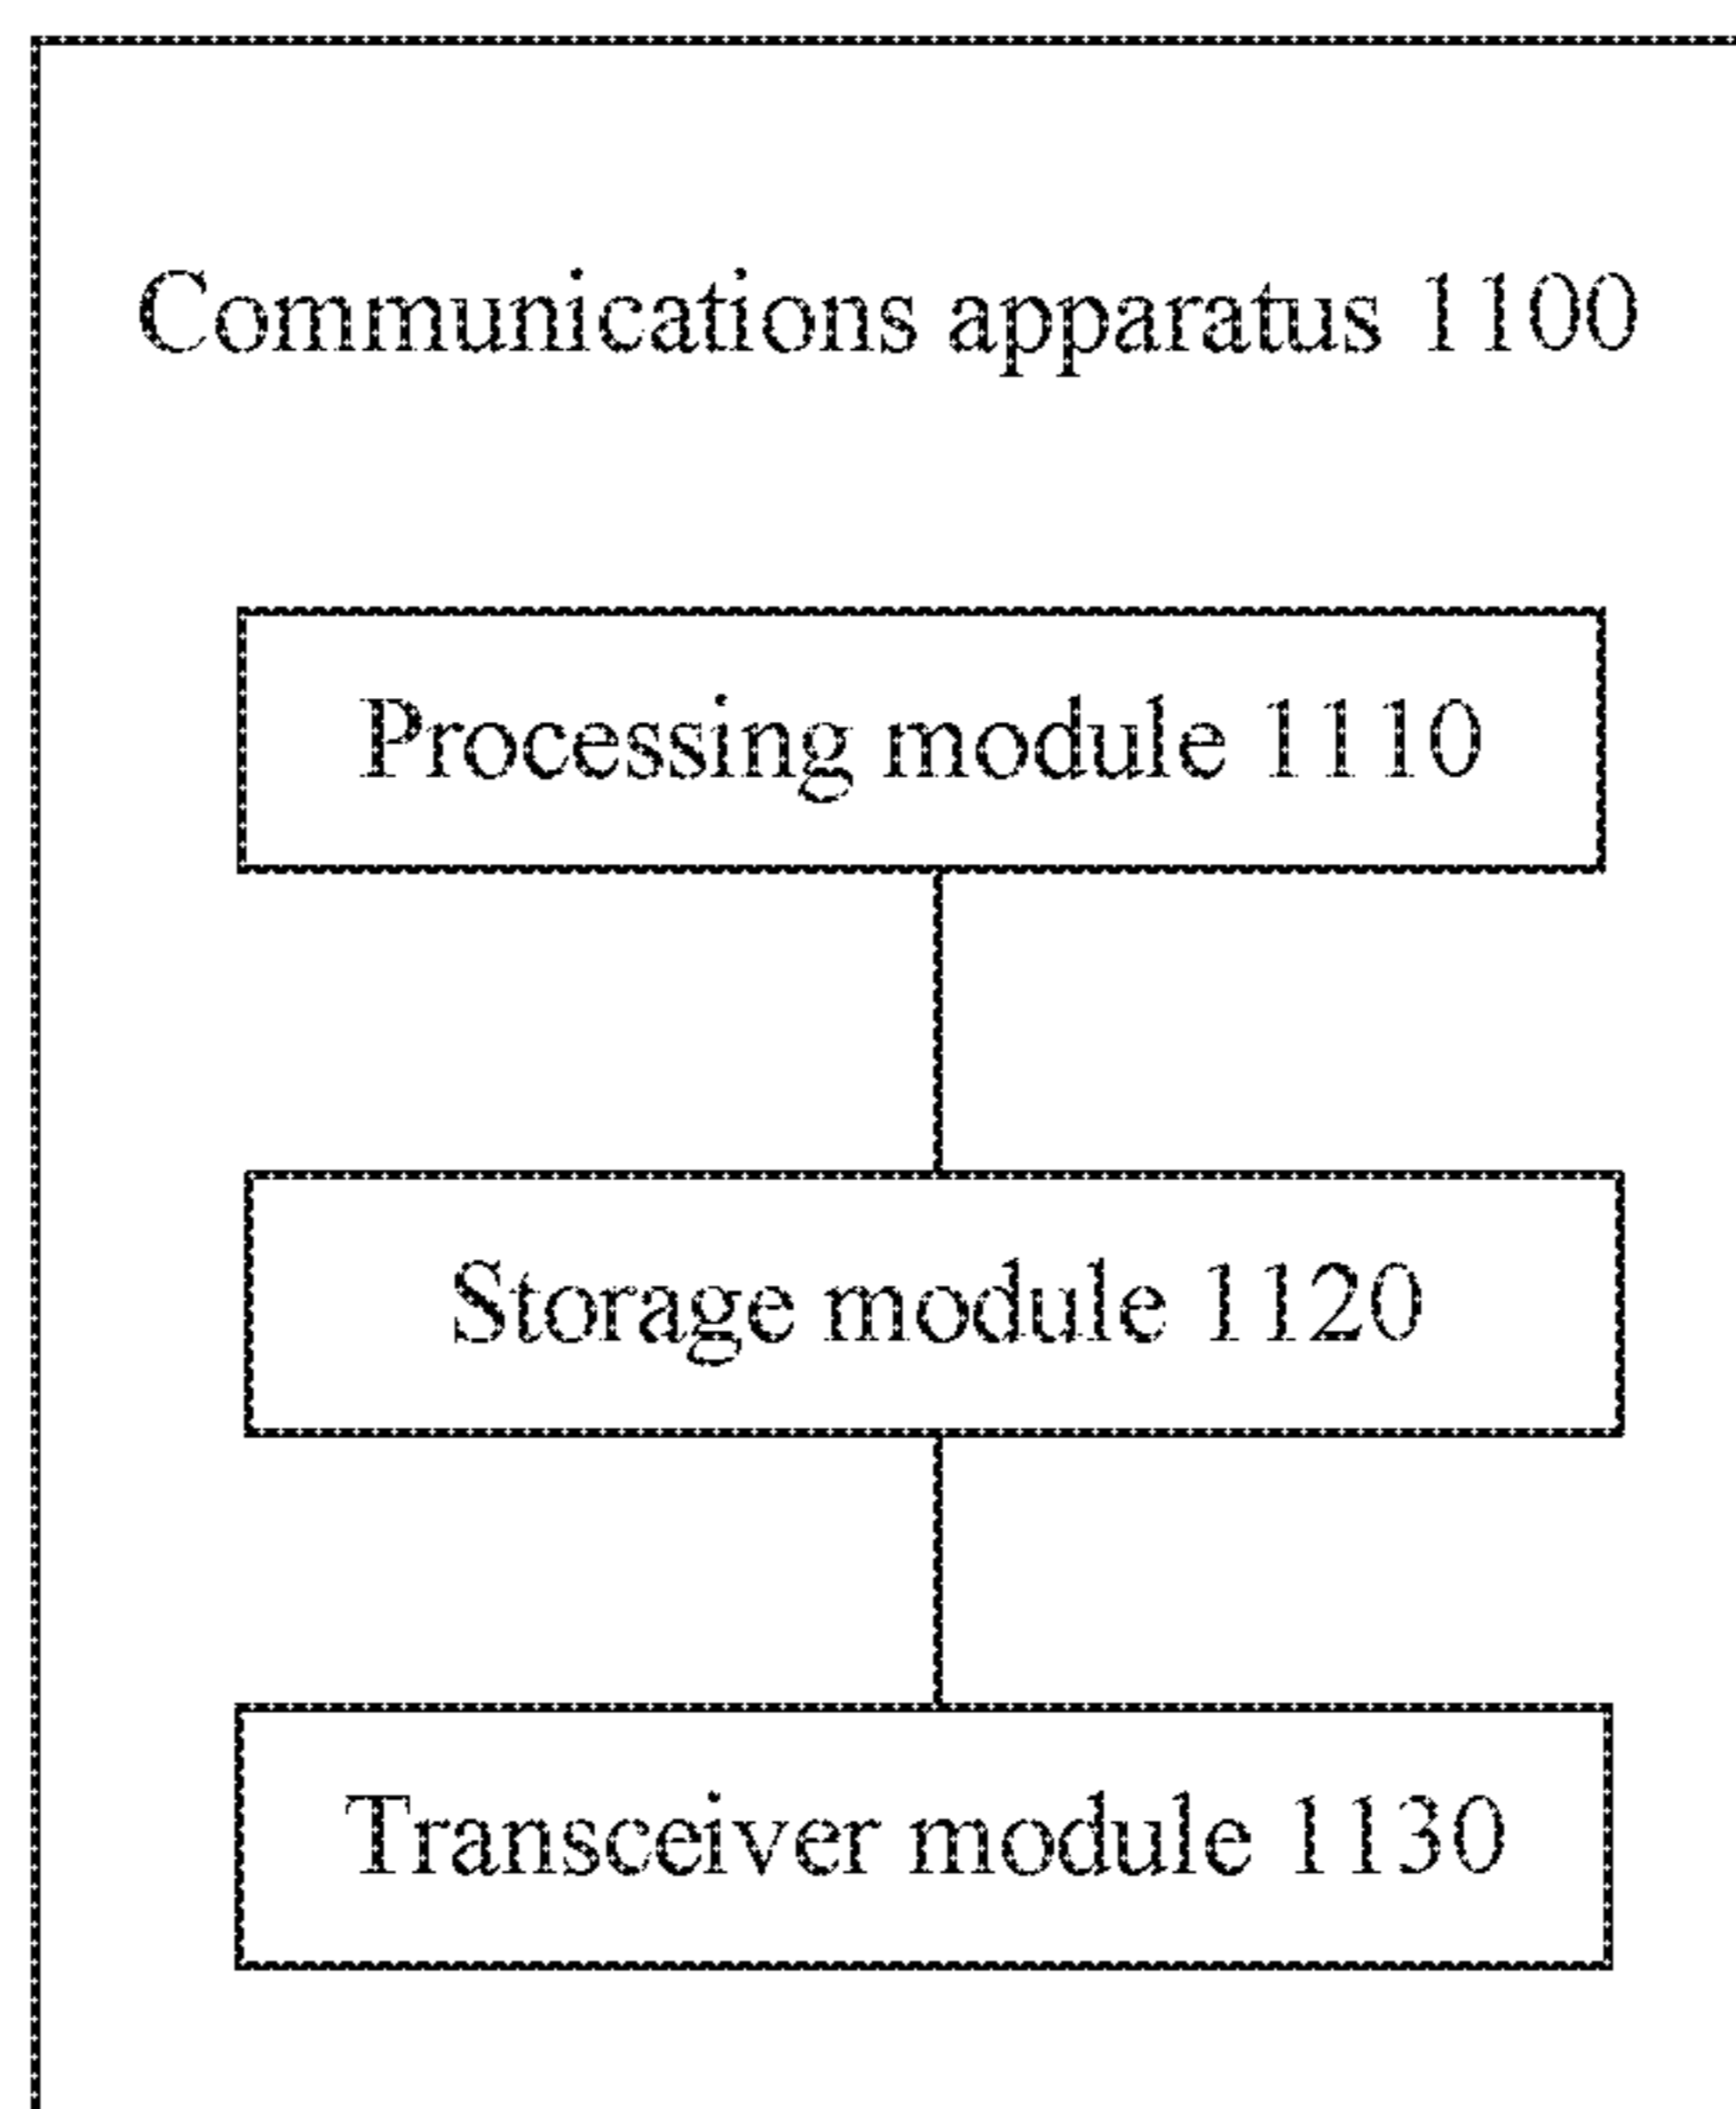 Communications apparatus 1100
Processing module 1110
Storage module 1120
Transceiver module 1130